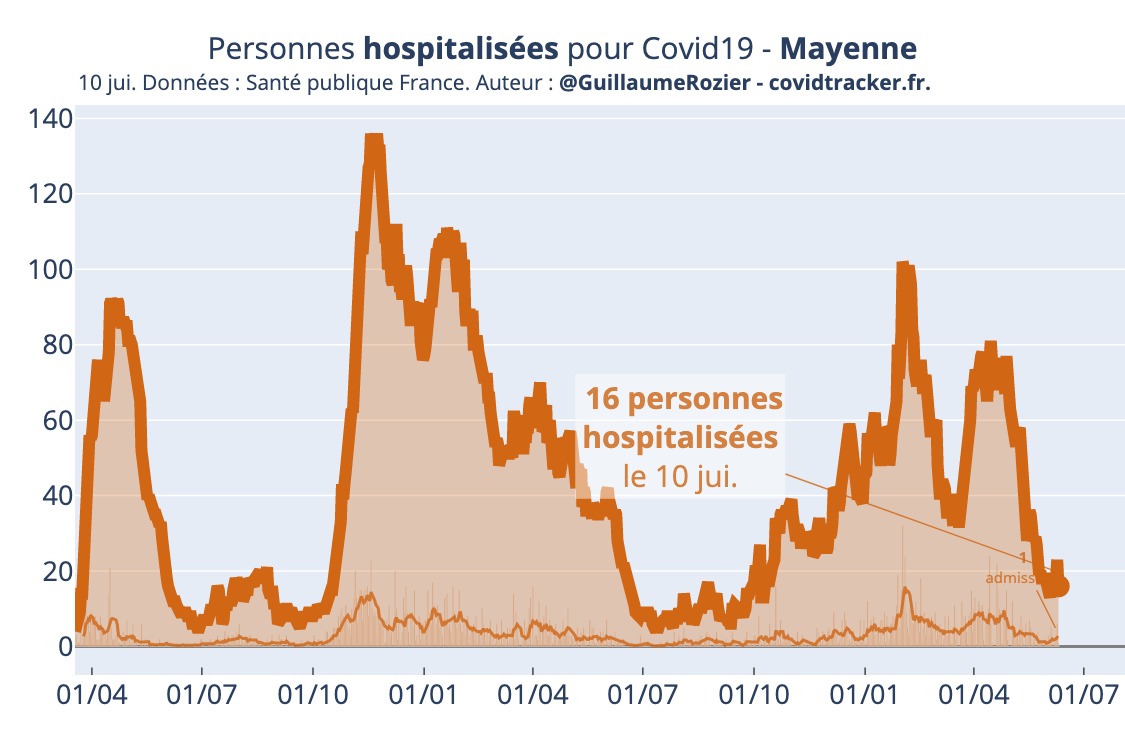 Personnes hospitalisées pour Covid19 - Mayenne
10 jui. Données : Santé publique France. Auteur : @GuillaumeRozier - covidtracker.fr.
140
120
100
80
60
40
20
0
16 personnes
hospitalisées
le 10 jui.
1
admiss
01/04 01/07 01/10 01/01 01/04 01/07 01/10 01/01 01/04 01/07